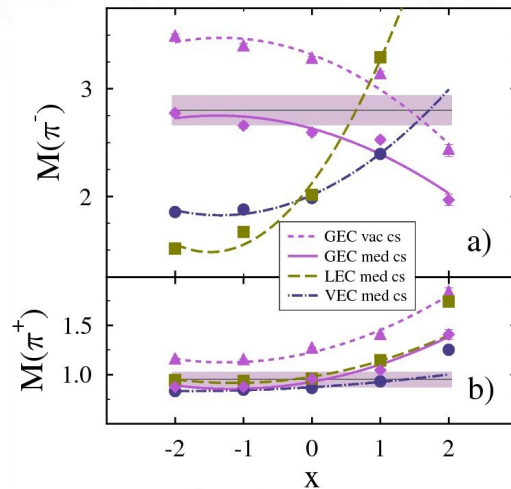 M(π⁻)
3
2
GEC vac cs
GEC med cs
LEC med cs
VEC med cs
a)
M(π⁺)
1.5
1.0
b)
-2 -1 0 1 2
x